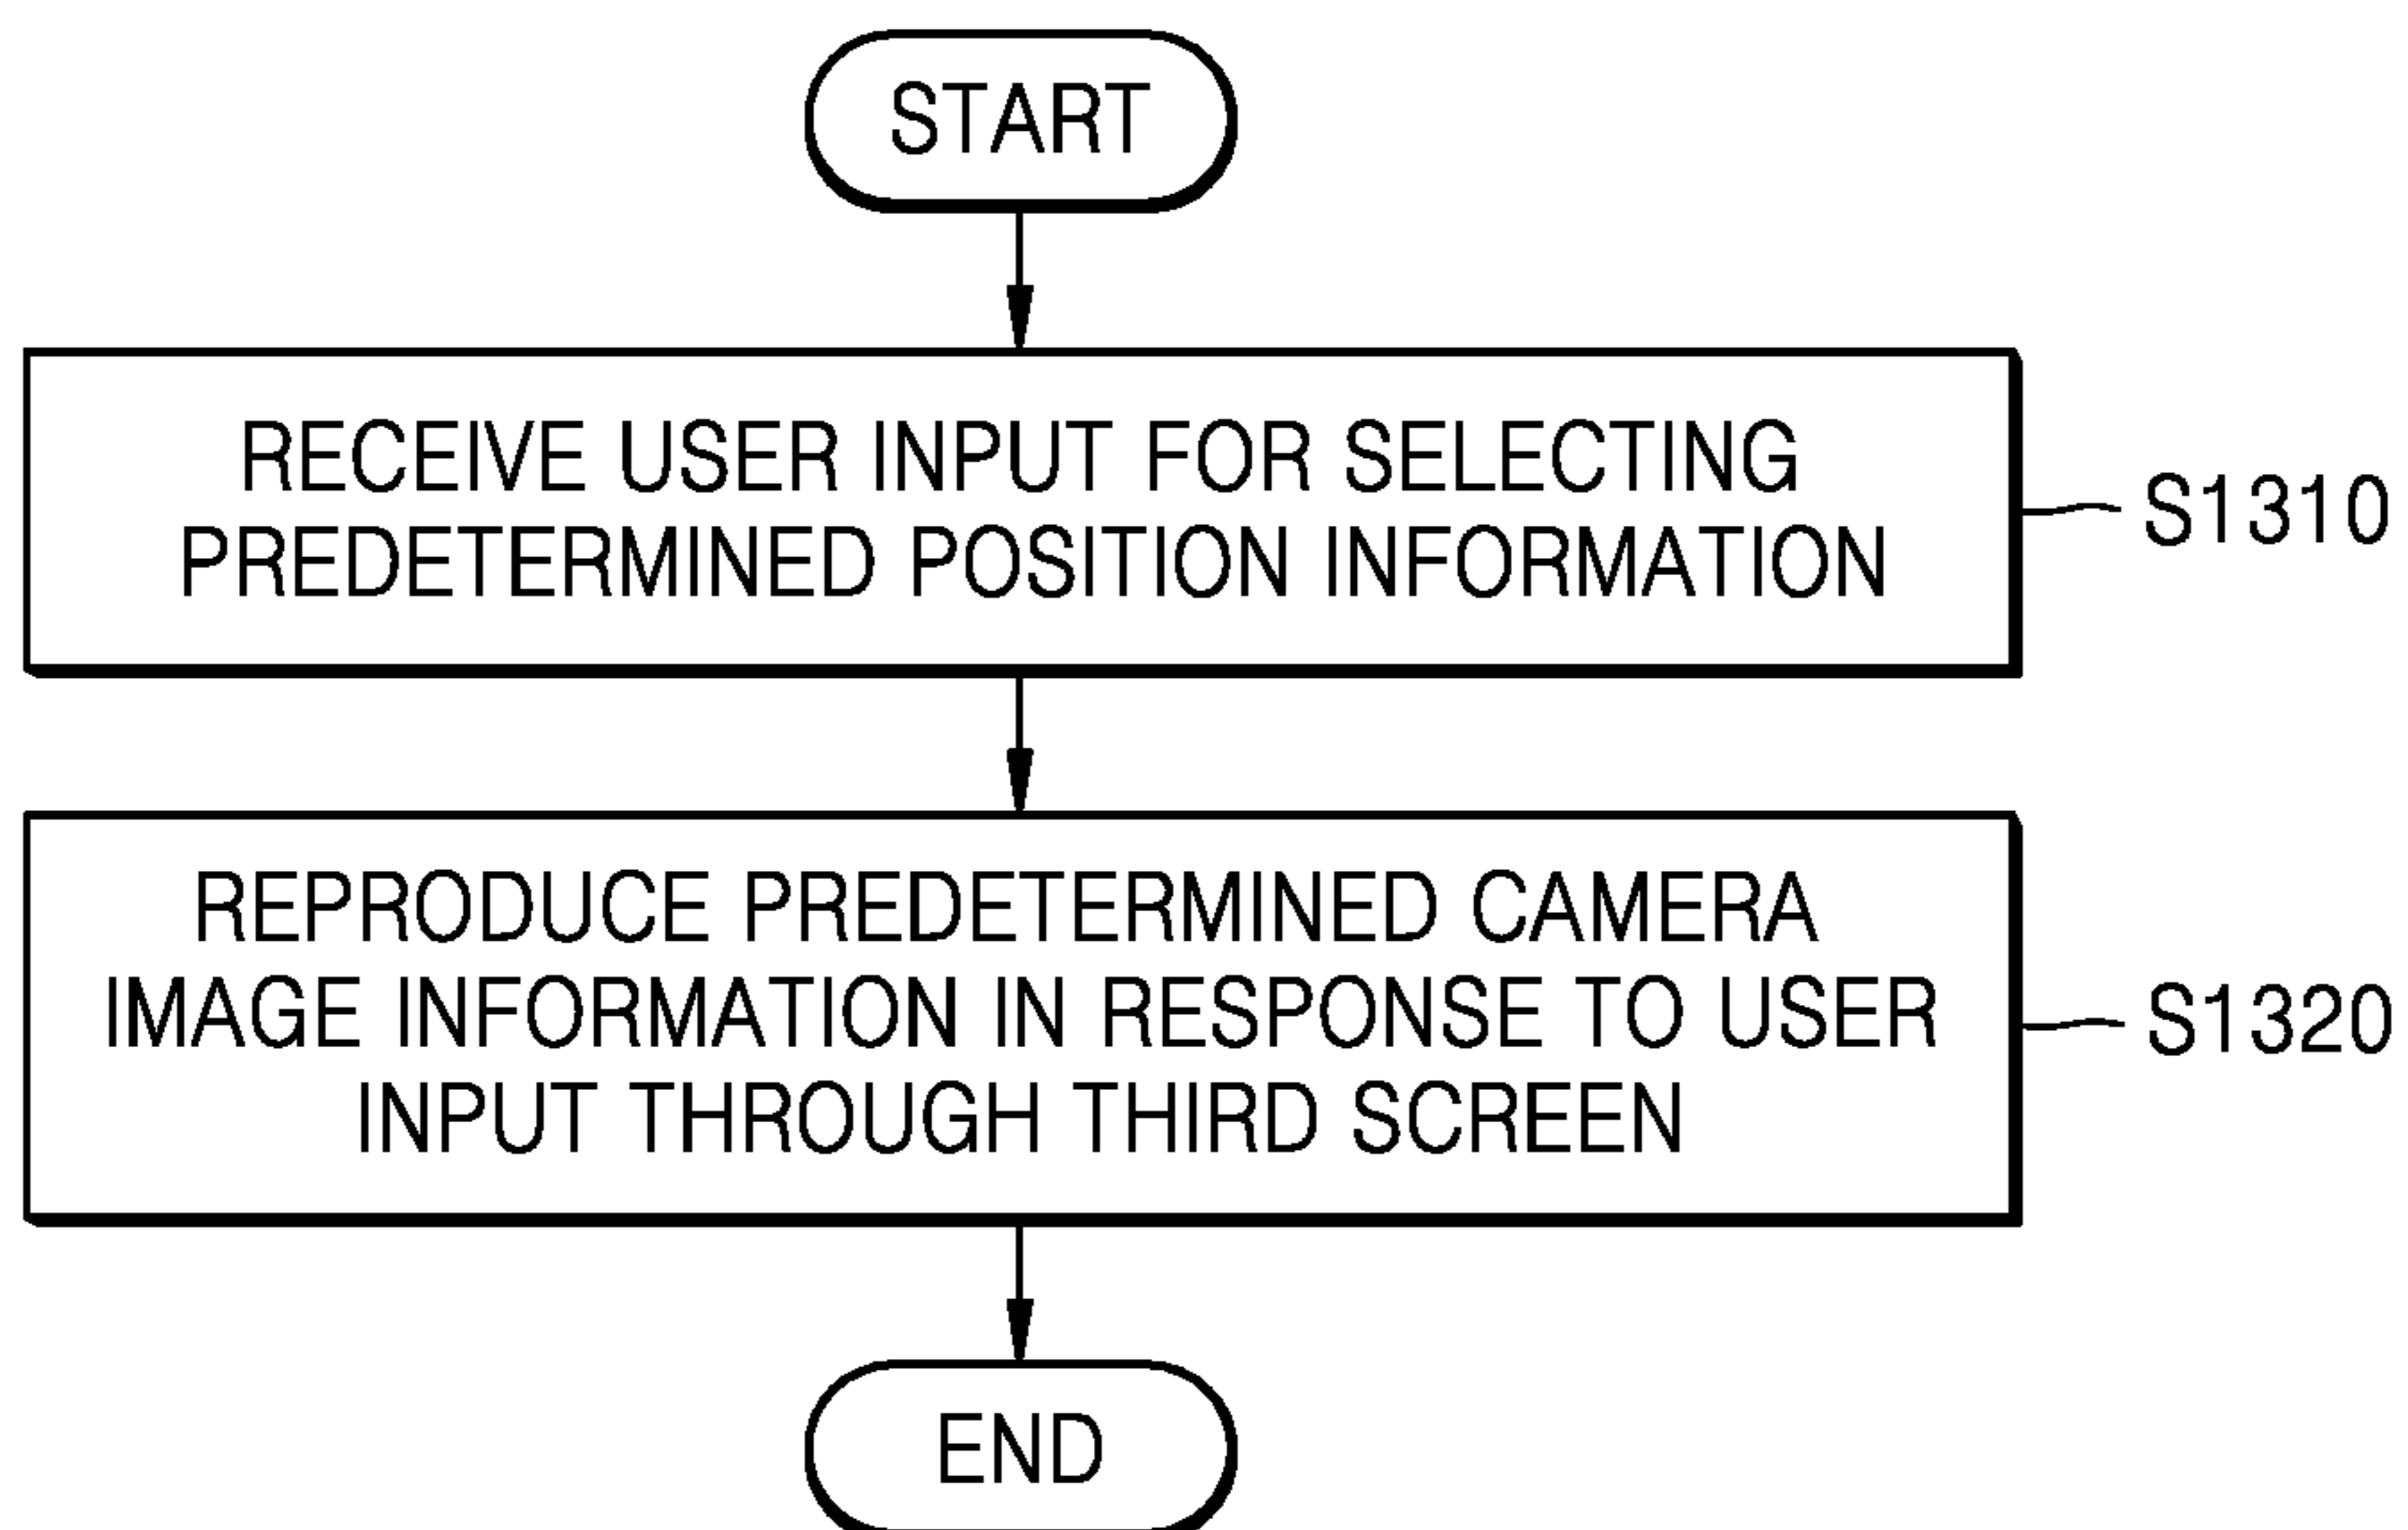 START
RECEIVE USER INPUT FOR SELECTING
PREDETERMINED POSITION INFORMATION
S1310
REPRODUCE PREDETERMINED CAMERA
IMAGE INFORMATION IN RESPONSE TO USER
INPUT THROUGH THIRD SCREEN
S1320
END